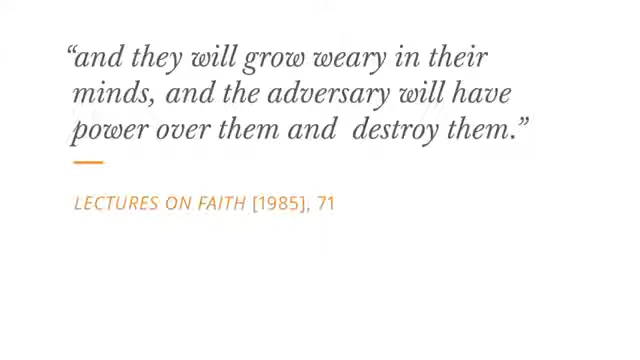 “and they will grow weary in their
minds, and the adversary will have
power over them and  destroy them.”
LECTURES ON FAITH [1985], 71